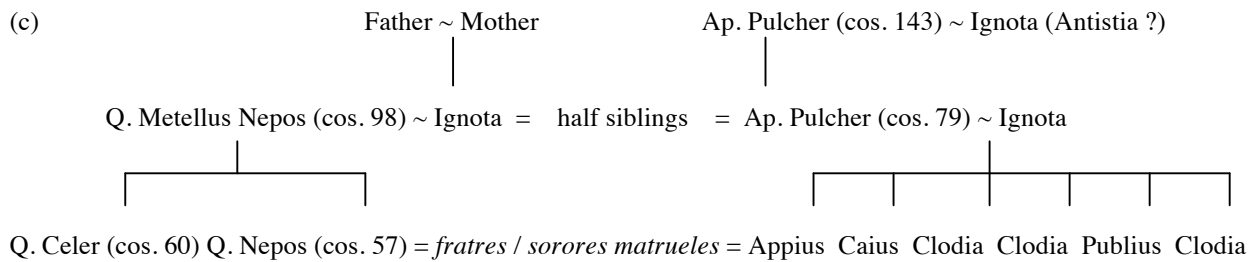 (c) Father ~ Mother Ap. Pulcher (cos. 143) ~ Ignota (Antistia ?)
Q. Metellus Nepos (cos. 98) ~ Ignota = half siblings = Ap. Pulcher (cos. 79) ~ Ignota
Q. Celer (cos. 60) Q. Nepos (cos. 57) = fratres / sorores matrueles = Appius Caius Clodia Clodia Publius Clodia